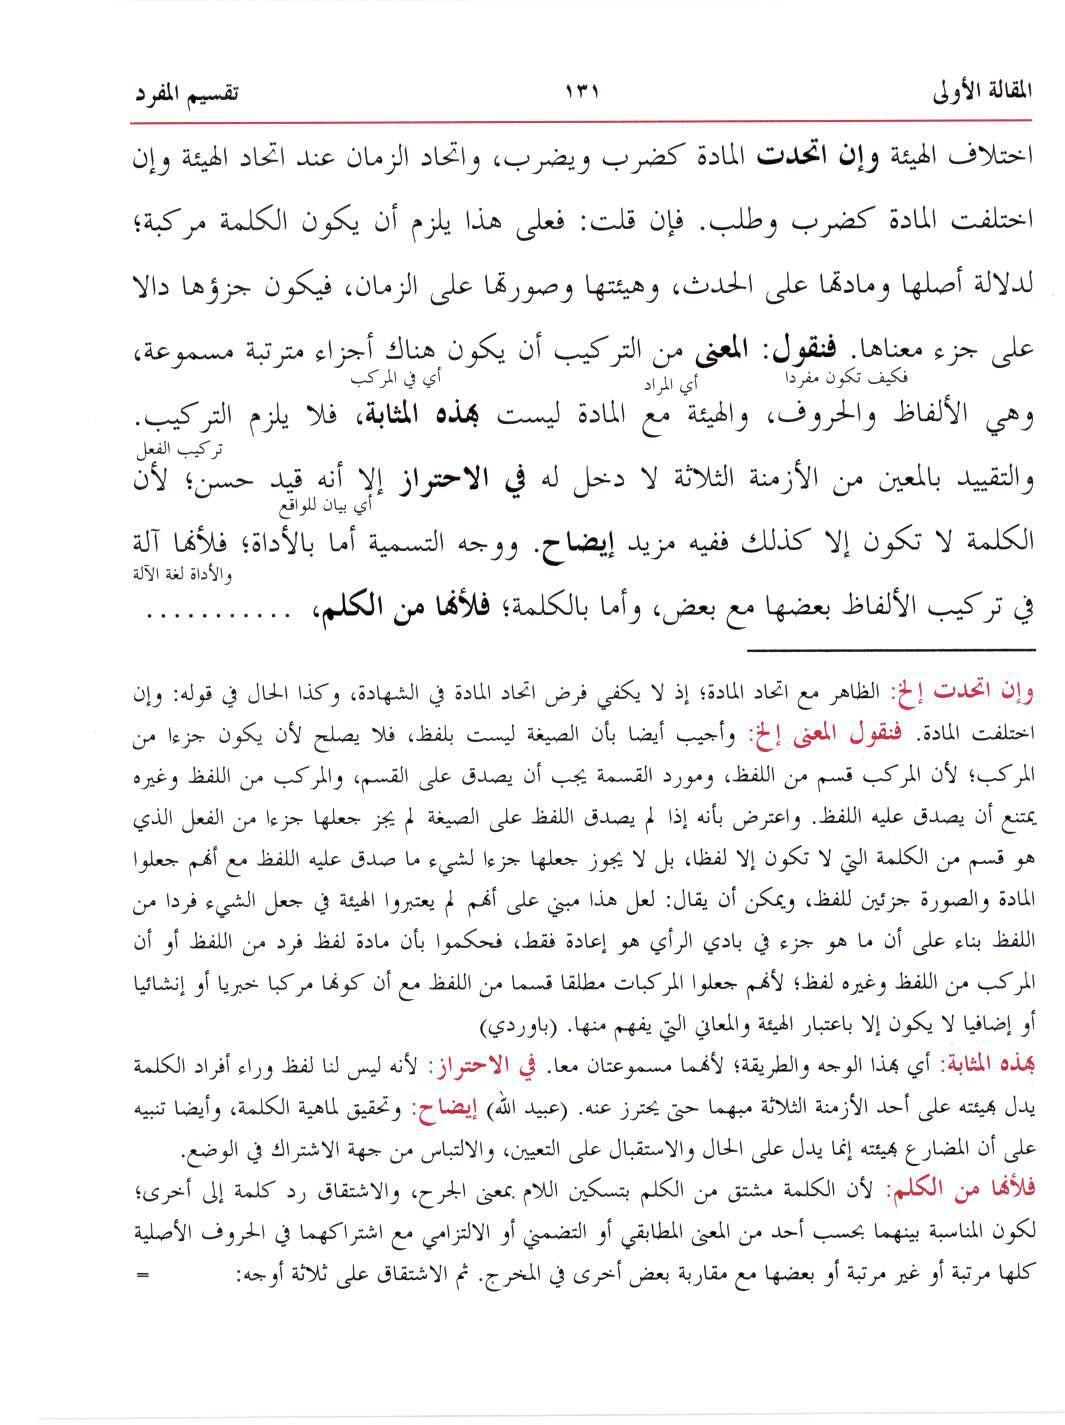 المقالة الأولى ١٣١ تقسيم المفرد
اختلاف الهيئة وإن اتحدت المادة كضرب ويضرب، واتحاد الزمان عند اتحاد الهيئة وإن
اختلفت المادة كضرب وطلب. فإن قلت: فعلى هذا يلزم أن يكون الكلمة مركبة؛
لدلالة أصلها ومادتها على الحدث، وهيئتها وصورتها على الزمان، فيكون جزؤها دالا
على جزء معناها. فنقول: المعنى من التركيب أن يكون هناك أجزاء مترتبة مسموعة،
فكيف تكون مفردا أي المراد أي في المركب
وهي الألفاظ والحروف، والهيئة مع المادة ليست بهذه المثابة، فلا يلزم التركيب.
تركيب الفعل
والتقييد بالمعين من الأزمنة الثلاثة لا دخل له في الاحتراز إلا أنه قيد حسن؛ لأن
أي بيان للواقع
الكلمة لا تكون إلا كذلك ففيه مزيد إيضاح. ووجه التسمية أما بالأداة؛ فلأنها آلة
والأداة لغة الآلة
في تركيب الألفاظ بعضها مع بعض، وأما بالكلمة؛ فلأنها من الكلم، ...........
وإن اتحدت إلخ: الظاهر مع اتحاد المادة؛ إذ لا يكفي فرض اتحاد المادة في الشهادة، وكذا الحال في قوله: وإن
اختلفت المادة. فنقول المعنى إلخ: وأجيب أيضا بأن الصيغة ليست بلفظ، فلا يصلح لأن يكون جزءا من
المركب؛ لأن المركب قسم من اللفظ، ومورد القسمة يجب أن يصدق على القسم، والمركب من اللفظ وغيره
يمتنع أن يصدق عليه اللفظ. واعترض بأنه إذا لم يصدق اللفظ على الصيغة لم يجز جعلها جزءا من الفعل الذي
هو قسم من الكلمة التي لا تكون إلا لفظا، بل لا يجوز جعلها جزءا لشيء ما صدق عليه اللفظ مع أنهم جعلوا
المادة والصورة جزئين للفظ، ويمكن أن يقال: لعل هذا مبني على أنهم لم يعتبروا الهيئة في جعل الشيء فردا من
اللفظ بناء على أن ما هو جزء في بادي الرأي هو إعادة فقط، فحكموا بأن مادة لفظ فرد من اللفظ أو أن
المركب من اللفظ وغيره لفظ؛ لأنهم جعلوا المركبات مطلقا قسما من اللفظ مع أن كونها مركبا خبريا أو إنشائيا
أو إضافيا لا يكون إلا باعتبار الهيئة والمعاني التي يفهم منها. (باوردي)
بهذه المثابة: أي بهذا الوجه والطريقة؛ لأنهما مسموعتان معا. في الاحتراز: لأنه ليس لنا لفظ وراء أفراد الكلمة
يدل بهيئته على أحد الأزمنة الثلاثة مبهما حتى يحترز عنه. (عبيد الله) إيضاح: وتحقيق لماهية الكلمة، وأيضا تنبيه
على أن المضارع بهيئته إنما يدل على الحال والاستقبال على التعيين، والالتباس من جهة الاشتراك في الوضع.
فلأنها من الكلم: لأن الكلمة مشتق من الكلم بتسكين اللام بمعنى الجرح، والاشتقاق رد كلمة إلى أخرى؛
لكون المناسبة بينهما بحسب أحد من المعنى المطابقي أو التضمني أو الالتزامي مع اشتراكهما في الحروف الأصلية
كلها مرتبة أو غير مرتبة أو بعضها مع مقاربة بعض أخرى في المخرج. ثم الاشتقاق على ثلاثة أوجه: =